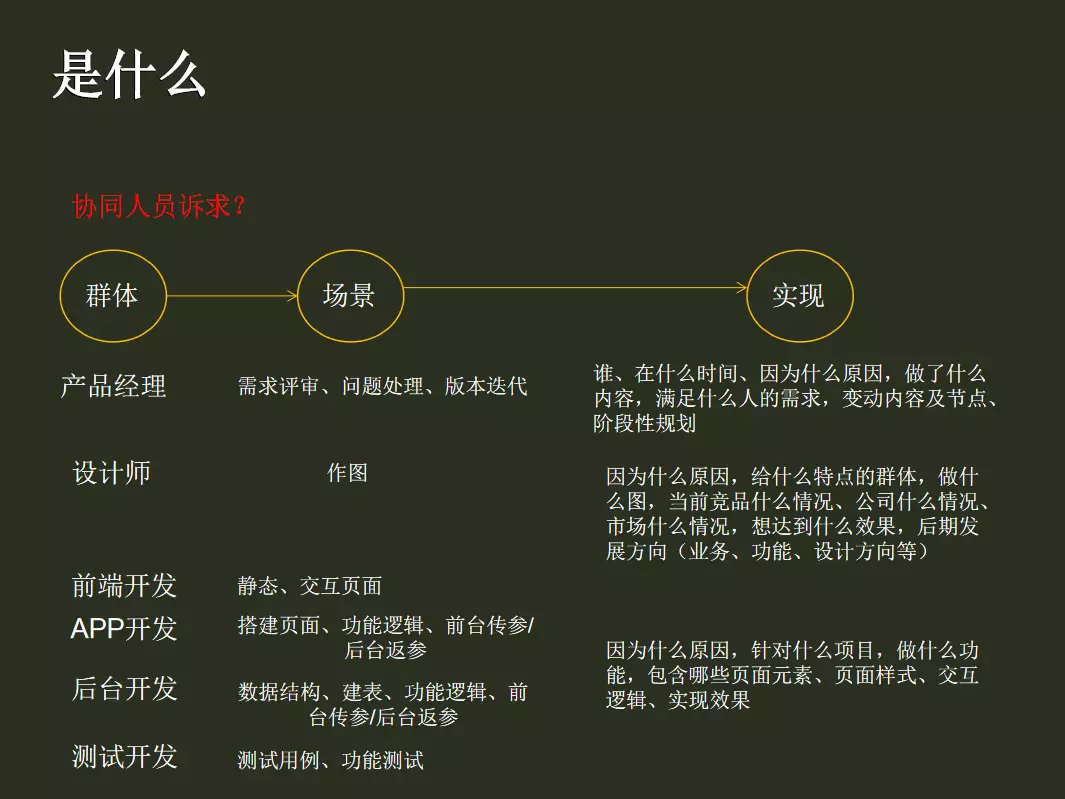 是什么
协同人员诉求？
群体
场景
实现
产品经理
需求评审、问题处理、版本迭代
谁、在什么时间、因为什么原因，做了什么
内容，满足什么人的需求，变动内容及节点、
阶段性规划
设计师
作图
因为什么原因，给什么特点的群体，做什
么图，当前竞品什么情况、公司什么情况、
市场什么情况，想达到什么效果，后期发
展方向（业务、功能、设计方向等）
前端开发
静态、交互页面
APP开发
搭建页面、功能逻辑、前台传参/
后台返参
后台开发
数据结构、建表、功能逻辑、前
台传参/后台返参
因为什么原因，针对什么项目，做什么功
能，包含哪些页面元素、页面样式、交互
逻辑、实现效果
测试开发
测试用例、功能测试